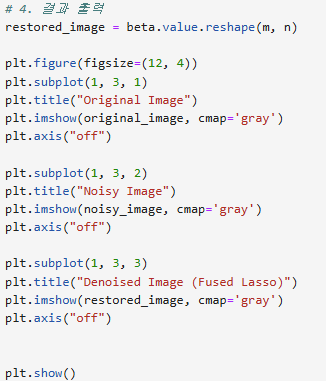 # 4. 결과 출력
restored_image = beta.value.reshape(m, n)
plt.figure(figsize=(12, 4))
plt.subplot(1, 3, 1)
plt.title("Original Image")
plt.imshow(original_image, cmap='gray')
plt.axis("off")
plt.subplot(1, 3, 2)
plt.title("Noisy Image")
plt.imshow(noisy_image, cmap='gray')
plt.axis("off")
plt.subplot(1, 3, 3)
plt.title("Denoised Image (Fused Lasso)")
plt.imshow(restored_image, cmap='gray')
plt.axis("off")
plt.show()